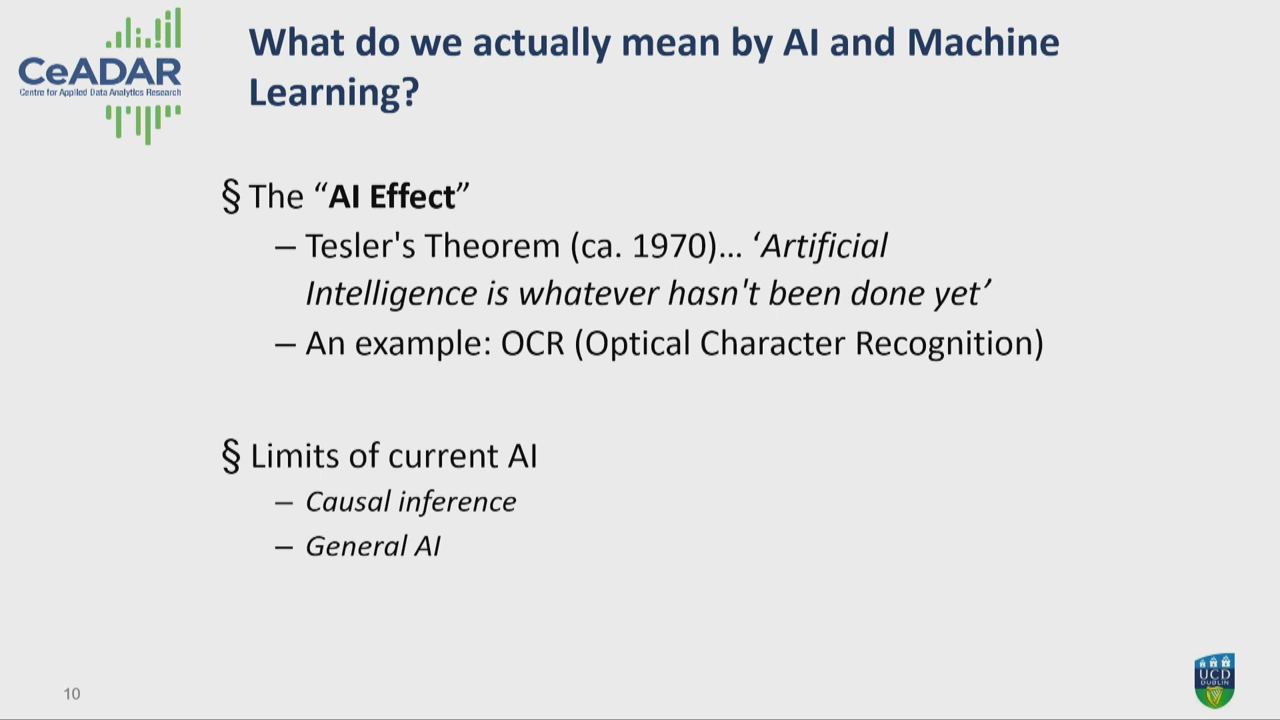 CeADAR
Centre for Applied Data Analytics Research
What do we actually mean by AI and Machine
Learning?
§ The “AI Effect”
– Tesler's Theorem (ca. 1970)… ‘Artificial
Intelligence is whatever hasn't been done yet’
– An example: OCR (Optical Character Recognition)
§ Limits of current AI
– Causal inference
– General AI
10
UCD
DUBLIN